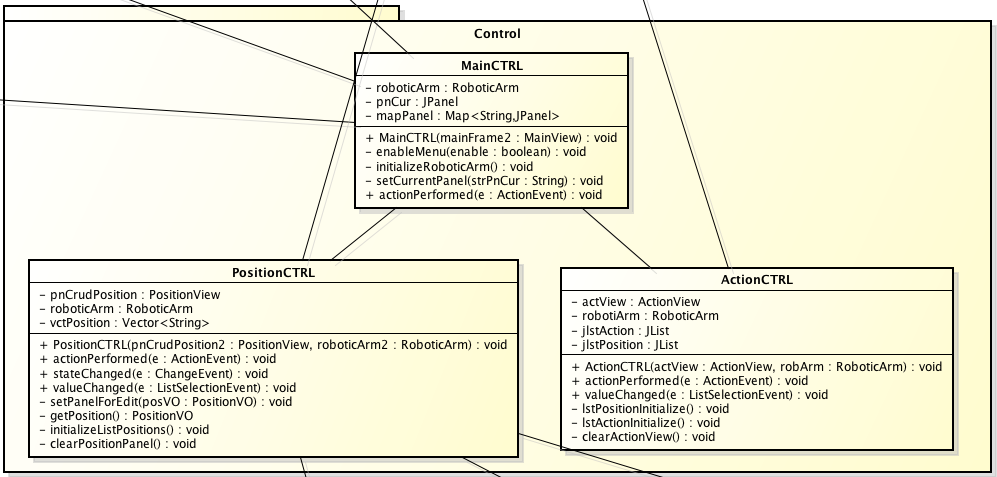 Control
MainCTRL
– roboticArm : RoboticArm
– pnCur : JPanel
– mapPanel : Map<String,JPanel>
+ MainCTRL(mainFrame2 : MainView) : void
– enableMenu(enable : boolean) : void
– initializeRoboticArm() : void
– setCurrentPanel(strPnCur : String) : void
+ actionPerformed(e : ActionEvent) : void
PositionCTRL
– pnCrudPosition : PositionView
– roboticArm : RoboticArm
– vctPosition : Vector<String>
+ PositionCTRL(pnCrudPosition2 : PositionView, roboticArm2 : RoboticArm) : void
+ actionPerformed(e : ActionEvent) : void
+ stateChanged(e : ChangeEvent) : void
+ valueChanged(e : ListSelectionEvent) : void
– setPanelForEdit(posVO : PositionVO) : void
– getPosition() : PositionVO
– initializeListPositions() : void
– clearPositionPanel() : void
ActionCTRL
– actView : ActionView
– robotiArm : RoboticArm
– jlstAction : JList
– jlstPosition : JList
+ ActionCTRL(actView : ActionView, robArm : RoboticArm) : void
+ actionPerformed(e : ActionEvent) : void
+ valueChanged(e : ListSelectionEvent) : void
– lstPositionInitialize() : void
– lstActionInitialize() : void
– clearActionView() : void